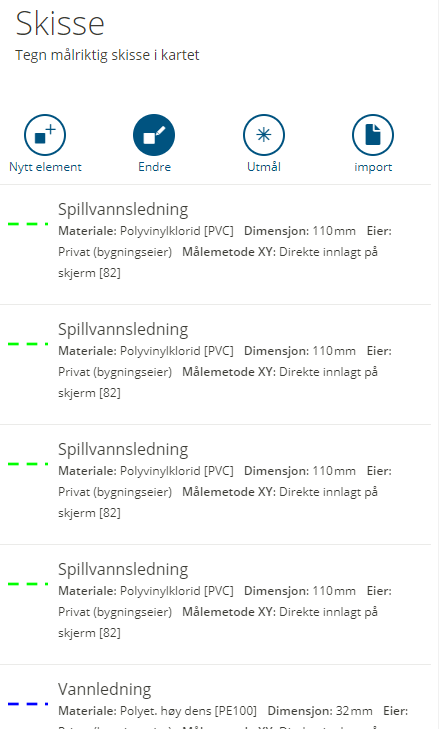 Skisse
Tegn målriktig skisse i kartet
Nytt element Endre Utmål import
Spillvannsledning
Materiale: Polyvinylklorid [PVC] Dimensjon: 110mm Eier:
Privat (bygningseier) Målemetode XY: Direkte innlagt på
skjerm [82]
Spillvannsledning
Materiale: Polyvinylklorid [PVC] Dimensjon: 110mm Eier:
Privat (bygningseier) Målemetode XY: Direkte innlagt på
skjerm [82]
Spillvannsledning
Materiale: Polyvinylklorid [PVC] Dimensjon: 110mm Eier:
Privat (bygningseier) Målemetode XY: Direkte innlagt på
skjerm [82]
Spillvannsledning
Materiale: Polyvinylklorid [PVC] Dimensjon: 110mm Eier:
Privat (bygningseier) Målemetode XY: Direkte innlagt på
skjerm [82]
Vannledning
Materiale: Polyet. høy dens [PE100] Dimensjon: 32mm Eier: